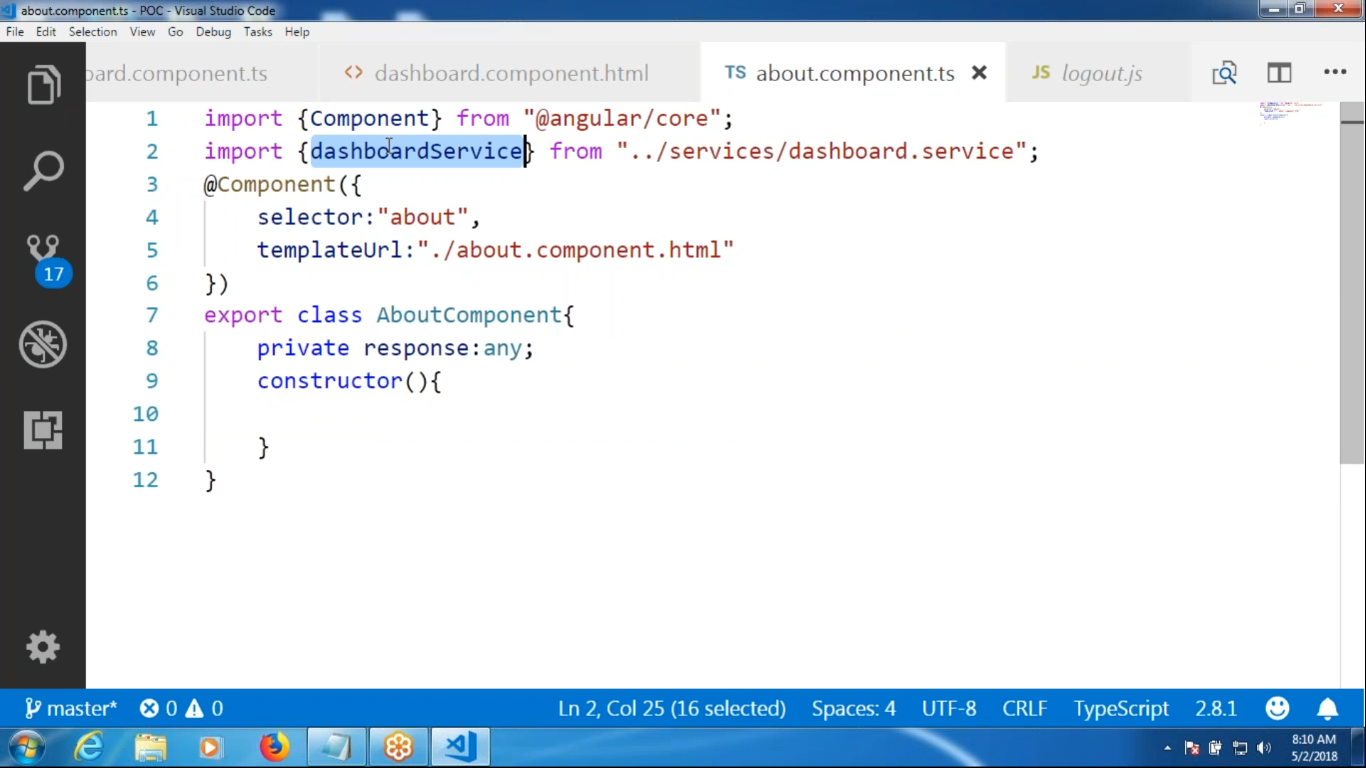 about.component.ts - POC - Visual Studio Code
File Edit Selection View Go Debug Tasks Help
oard.component.ts <> dashboard.component.html TS about.component.ts JS logout.js
1 import {Component} from "@angular/core";
2 import {dashboardService} from "../services/dashboard.service";
3 @Component({
4 selector:"about",
5 templateUrl:"./about.component.html"
6 })
7 export class AboutComponent{
8 private response:any;
9 constructor(){
10
11 }
12 }
17
master* 0 0 Ln 2, Col 25 (16 selected) Spaces: 4 UTF-8 CRLF TypeScript 2.8.1
8:10 AM
5/2/2018